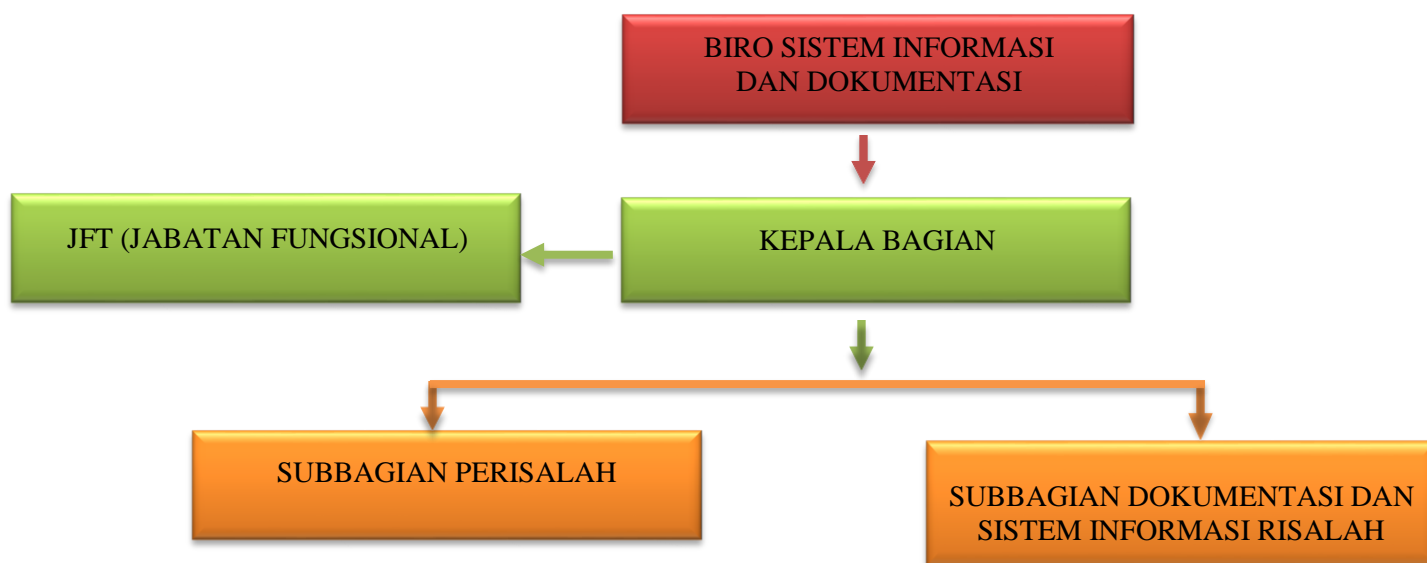 BIRO SISTEM INFORMASI
DAN DOKUMENTASI
JFT (JABATAN FUNGSIONAL)
KEPALA BAGIAN
SUBBAGIAN PERISALAH
SUBBAGIAN DOKUMENTASI DAN
SISTEM INFORMASI RISALAH